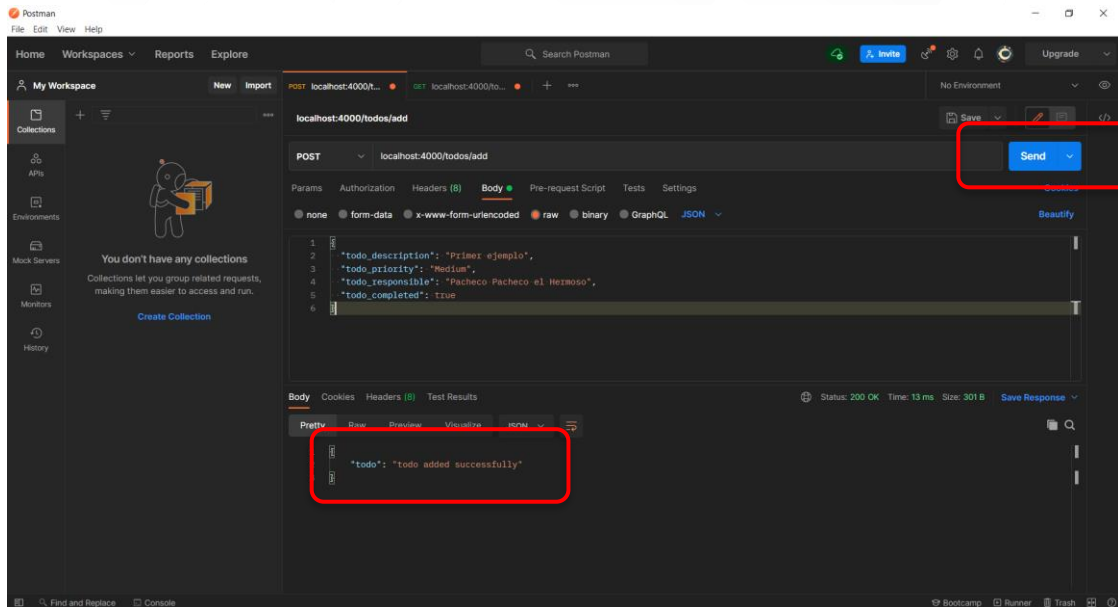 Postman
File Edit View Help
Home Workspaces Reports Explore Search Postman Invite Upgrade
My Workspace New Import
POST localhost:4000/t... GET localhost:4000/to... + ooo No Environment
Collections
APIs
Environments
Mock Servers
Monitors
History
You don't have any collections
Collections let you group related requests,
making them easier to access and run.
Create Collection
localhost:4000/todos/add Save
POST localhost:4000/todos/add Send
Params Authorization Headers (8) Body Pre-request Script Tests Settings Cookies
none form-data x-www-form-urlencoded raw binary GraphQL JSON Beautify
1 {
2 "todo_description": "Primer ejemplo",
3 "todo_priority": "Medium",
4 "todo_responsible": "Pacheco Pacheco el Hermoso",
5 "todo_completed": true
6 }
Body Cookies Headers (8) Test Results Status: 200 OK Time: 13 ms Size: 301 B Save Response
Pretty Raw Preview Visualize JSON
{
"todo": "todo added successfully"
}
Find and Replace Console Bootcamp Runner Trash